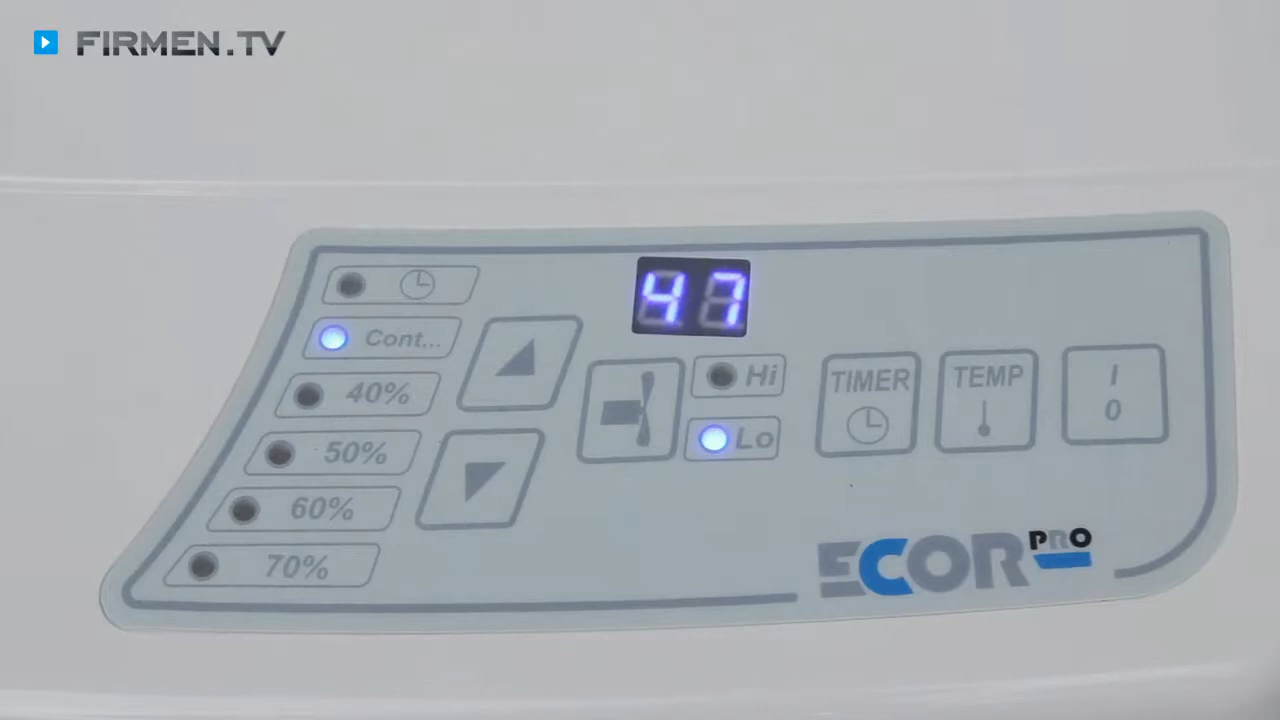 FIRMEN.TV
47
Cont...
40%
50%
60%
70%
Hi
Lo
TIMER
TEMP
I
0
ECOR PRO